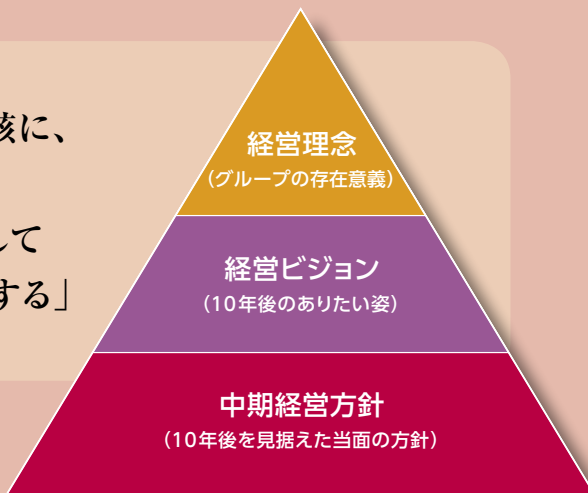 核に、
して
する」
経営理念
（グループの存在意義）
経営ビジョン
（10年後のありたい姿）
中期経営方針
（10年後を見据えた当面の方針）